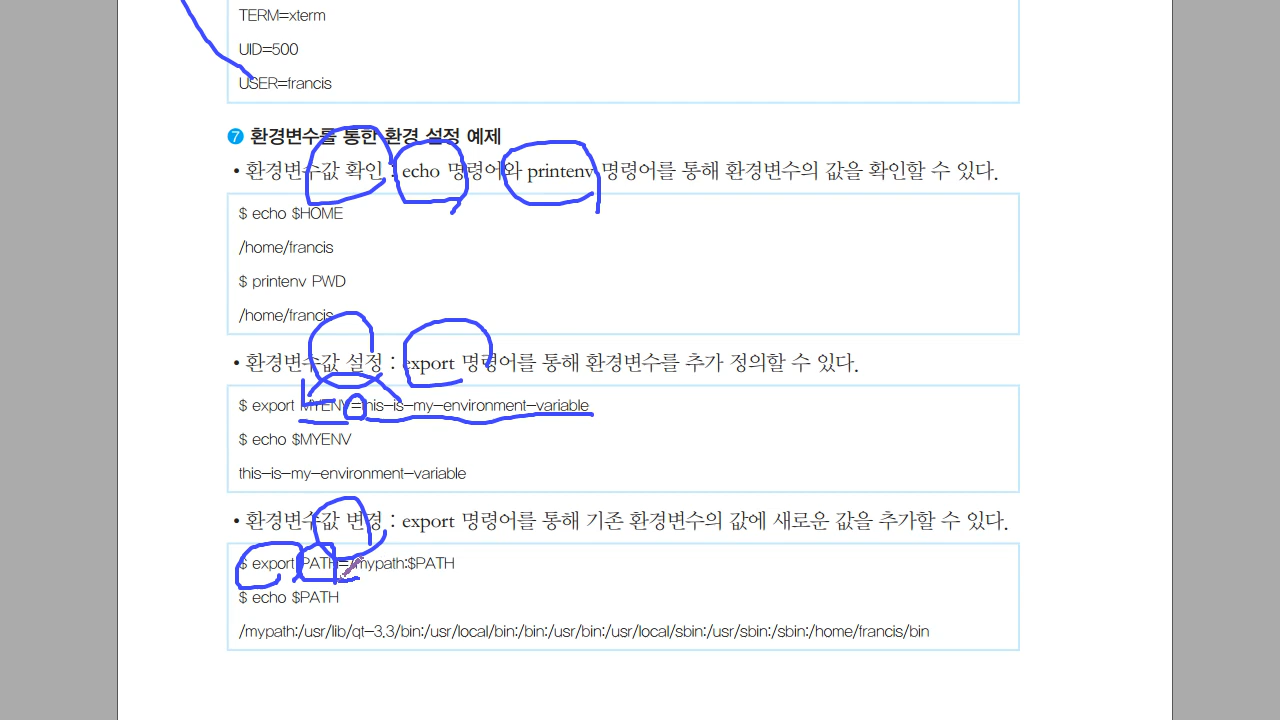 TERM=xterm
UID=500
USER=francis
❼ 환경변수를 통한 환경 설정 예제
• 환경변수값 확인 : echo 명령어와 printenv 명령어를 통해 환경변수의 값을 확인할 수 있다.
$ echo $HOME
/home/francis
$ printenv PWD
/home/francis
• 환경변수값 설정 : export 명령어를 통해 환경변수를 추가 정의할 수 있다.
$ export MYENV=this-is-my-environment-variable
$ echo $MYENV
this-is-my-environment-variable
• 환경변수값 변경 : export 명령어를 통해 기존 환경변수의 값에 새로운 값을 추가할 수 있다.
$ export PATH=/mypath:$PATH
$ echo $PATH
/mypath:/usr/lib/qt-3.3/bin:/usr/local/bin:/bin:/usr/bin:/usr/local/sbin:/usr/sbin:/sbin:/home/francis/bin